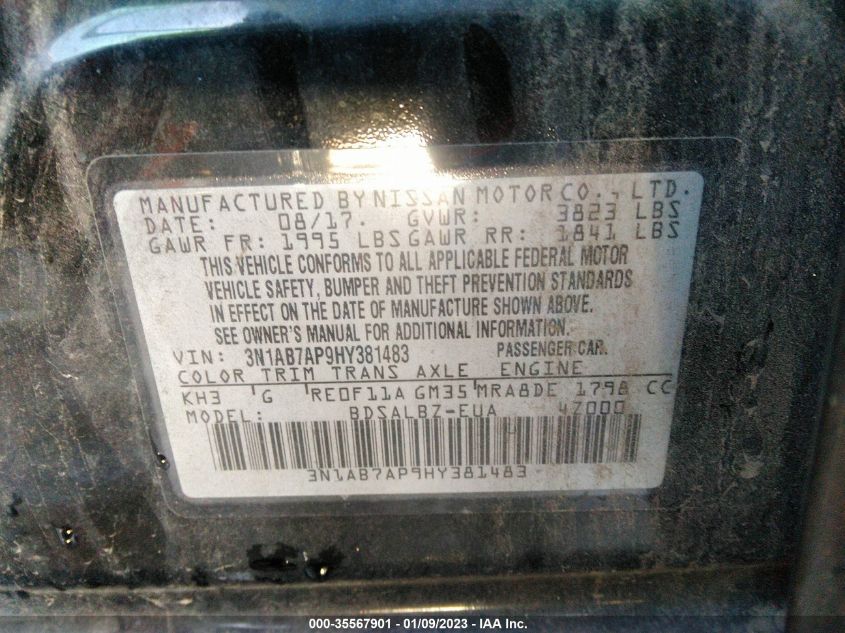 MANUFACTURED BY NISSAN MOTOR CO., LTD.
DATE: 08/17. GVWR: 3823 LBS
GAWR FR: 1995 LBS GAWR RR: 1841 LBS
THIS VEHICLE CONFORMS TO ALL APPLICABLE FEDERAL MOTOR
VEHICLE SAFETY, BUMPER AND THEFT PREVENTION STANDARDS
IN EFFECT ON THE DATE OF MANUFACTURE SHOWN ABOVE.
SEE OWNER'S MANUAL FOR ADDITIONAL INFORMATION.
VIN: 3N1AB7AP9HY381483 PASSENGER CAR.
COLOR TRIM TRANS AXLE ENGINE
KH3 G RE0F11A GM35 MRA8DE 1798 CC
MODEL: BDSALBZ-EUA 47000
3N1AB7AP9HY381483
000-35567901 - 01/09/2023 - IAA Inc.